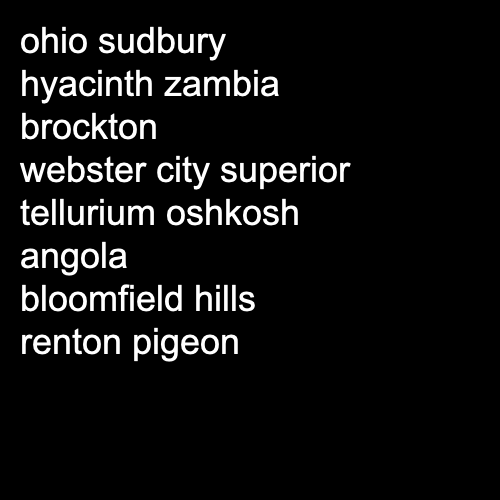 ohio sudbury
hyacinth zambia
brockton
webster city superior
tellurium oshkosh
angola
bloomfield hills
renton pigeon